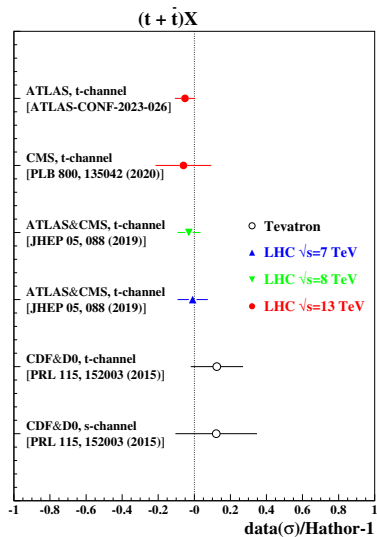 (t + t̄)X
ATLAS, t-channel
[ATLAS-CONF-2023-026]
CMS, t-channel
[PLB 800, 135042 (2020)]
ATLAS&CMS, t-channel
[JHEP 05, 088 (2019)]
ATLAS&CMS, t-channel
[JHEP 05, 088 (2019)]
CDF&D0, t-channel
[PRL 115, 152003 (2015)]
CDF&D0, s-channel
[PRL 115, 152003 (2015)]
Tevatron
LHC √s=7 TeV
LHC √s=8 TeV
LHC √s=13 TeV
-1 -0.8 -0.6 -0.4 -0.2 0 0.2 0.4 0.6 0.8 1
data(σ)/Hathor-1